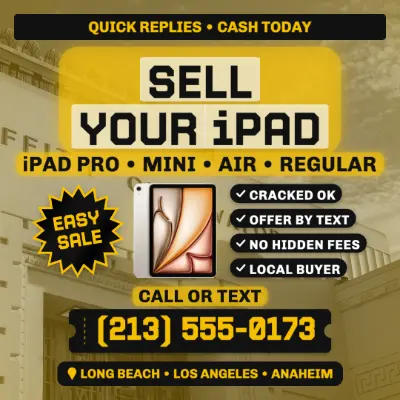 QUICK REPLIES • CASH TODAY
SELL
YOUR iPAD
iPAD PRO • MINI • AIR • REGULAR
EASY
SALE
CRACKED OK
OFFER BY TEXT
NO HIDDEN FEES
LOCAL BUYER
CALL OR TEXT
(213) 555-0173
LONG BEACH • LOS ANGELES • ANAHEIM